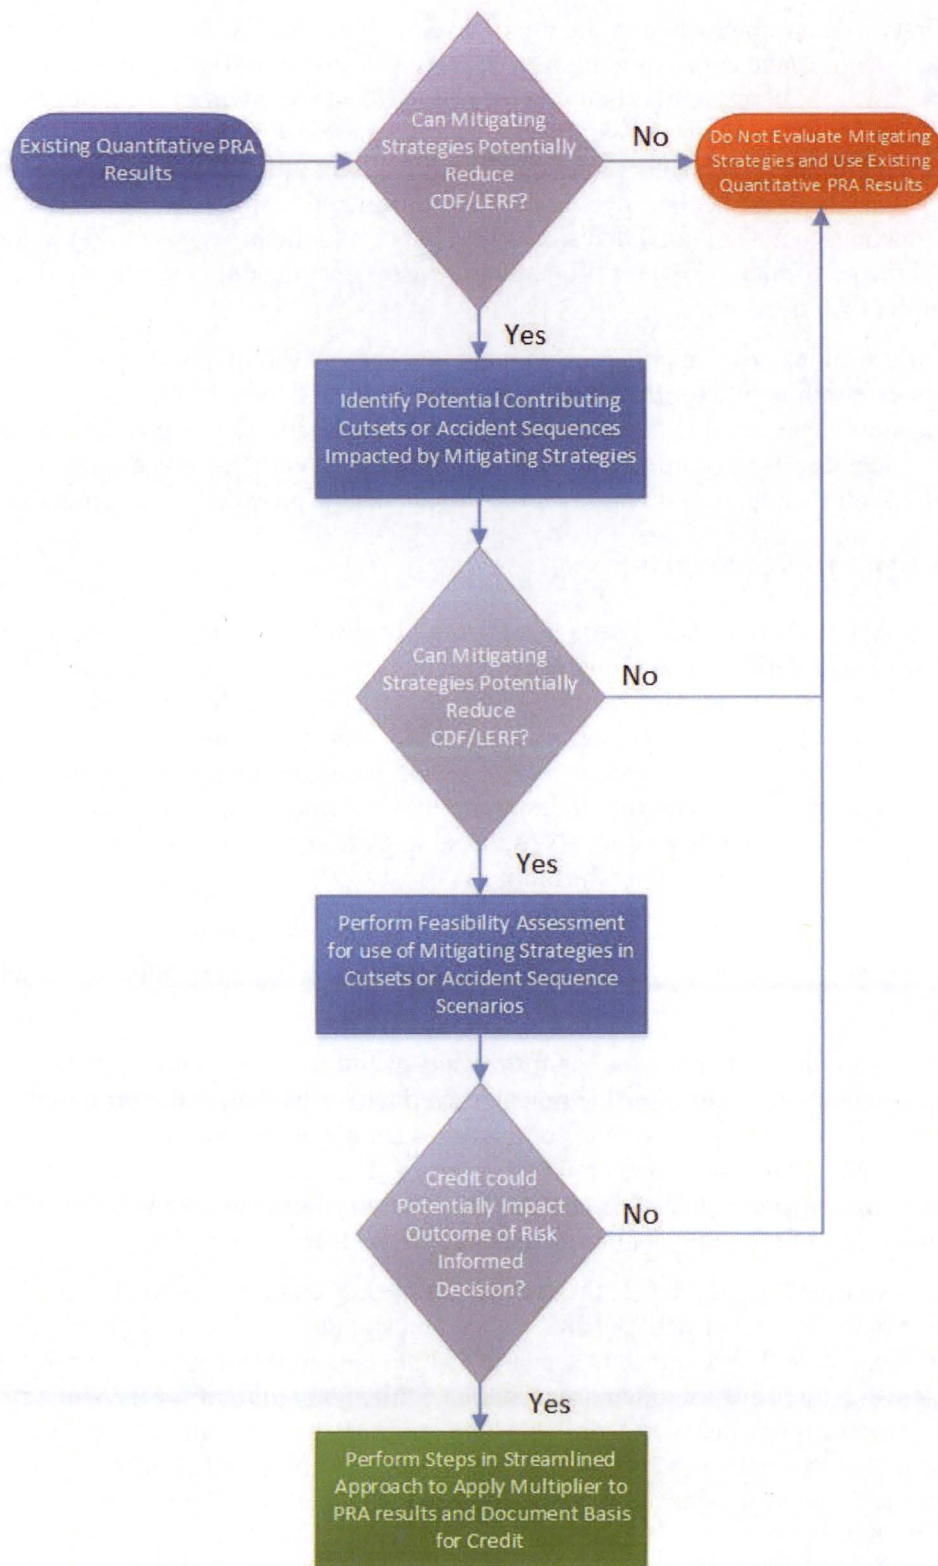 Existing Quantitative PRA
Results
Can Mitigating
Strategies Potentially
Reduce
CDF/LERF?
No
Do Not Evaluate Mitigating
Strategies and Use Existing
Quantitative PRA Results
Yes
Identify Potential Contributing
Cutsets or Accident Sequences
Impacted by Mitigating Strategies
Can Mitigating
Strategies Potentially
Reduce
CDF/LERF?
No
Yes
Perform Feasibility Assessment
for use of Mitigating Strategies in
Cutsets or Accident Sequence
Scenarios
Credit could
Potentially Impact
Outcome of Risk
Informed
Decision?
No
Yes
Perform Steps in Streamlined
Approach to Apply Multiplier to
PRA results and Document Basis
for Credit